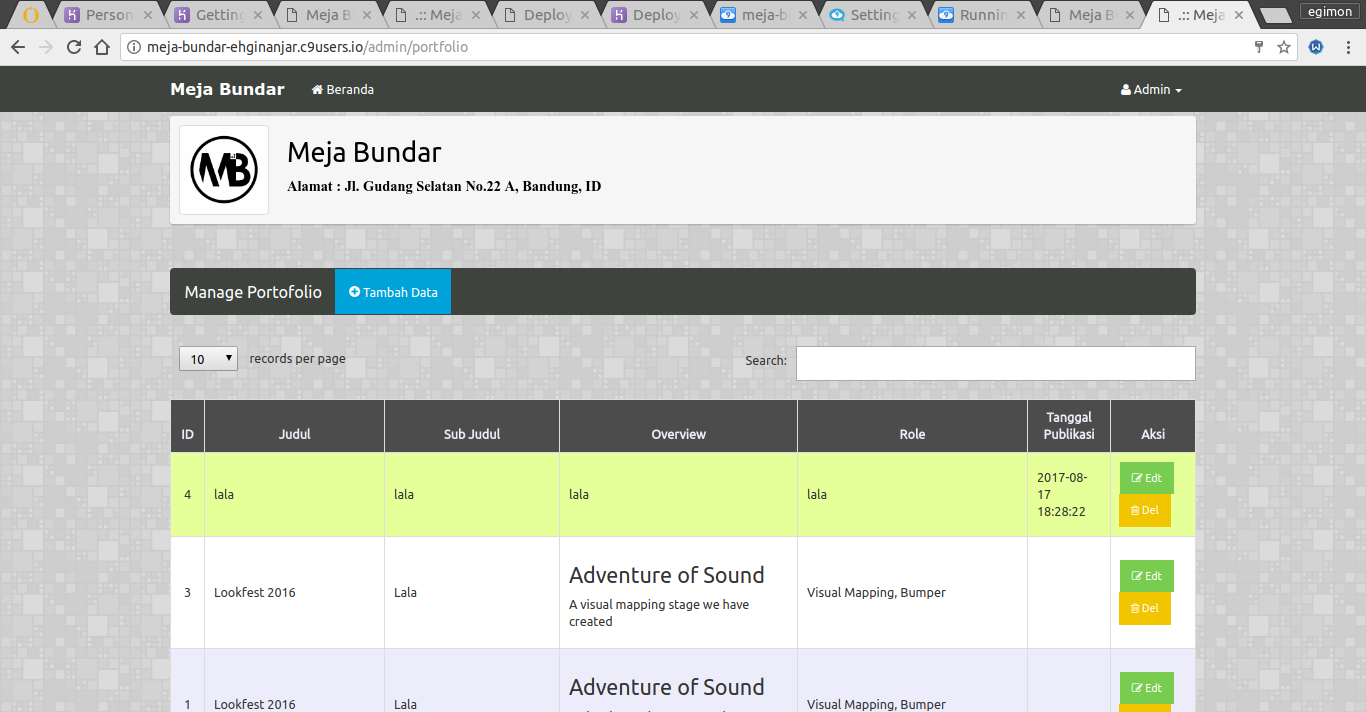 Person
Getting
Meja B
.:: Meja
Deploy
Deploy
meja-b
Setting
Runnin
Meja B
.:: Meja
egimon
meja-bundar-ehginanjar.c9users.io/admin/portfolio
Meja Bundar
Beranda
Admin
MB
Meja Bundar
Alamat : Jl. Gudang Selatan No.22 A, Bandung, ID
Manage Portofolio
Tambah Data
10 records per page
Search:
ID Judul Sub Judul Overview Role Tanggal Publikasi Aksi
4 lala lala lala lala
2017-08-
17
18:28:22
Edt
Del
3 Lookfest 2016 Lala
Adventure of Sound
A visual mapping stage we have
created
Visual Mapping, Bumper
Edt
Del
1 Lookfest 2016 Lala
Adventure of Sound
Visual Mapping, Bumper
Edt